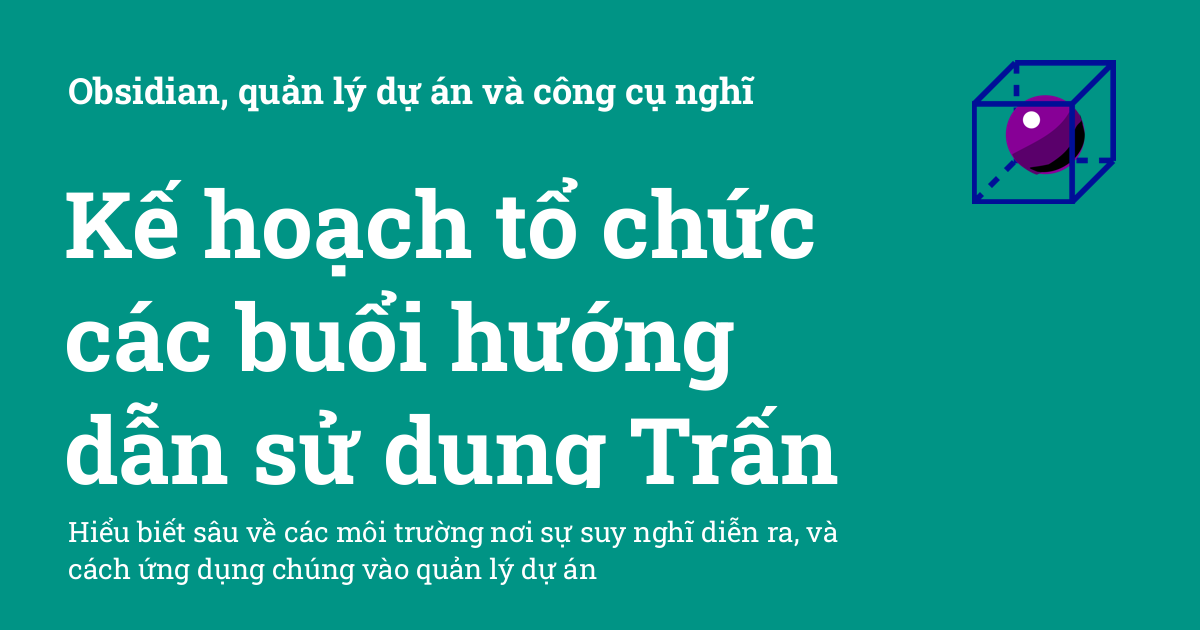 Obsidian, quản lý dự án và công cụ nghĩ
Kế hoạch tổ chức
các buổi hướng
dẫn sử dụng Trấn
Hiểu biết sâu về các môi trường nơi sự suy nghĩ diễn ra, và
cách ứng dụng chúng vào quản lý dự án